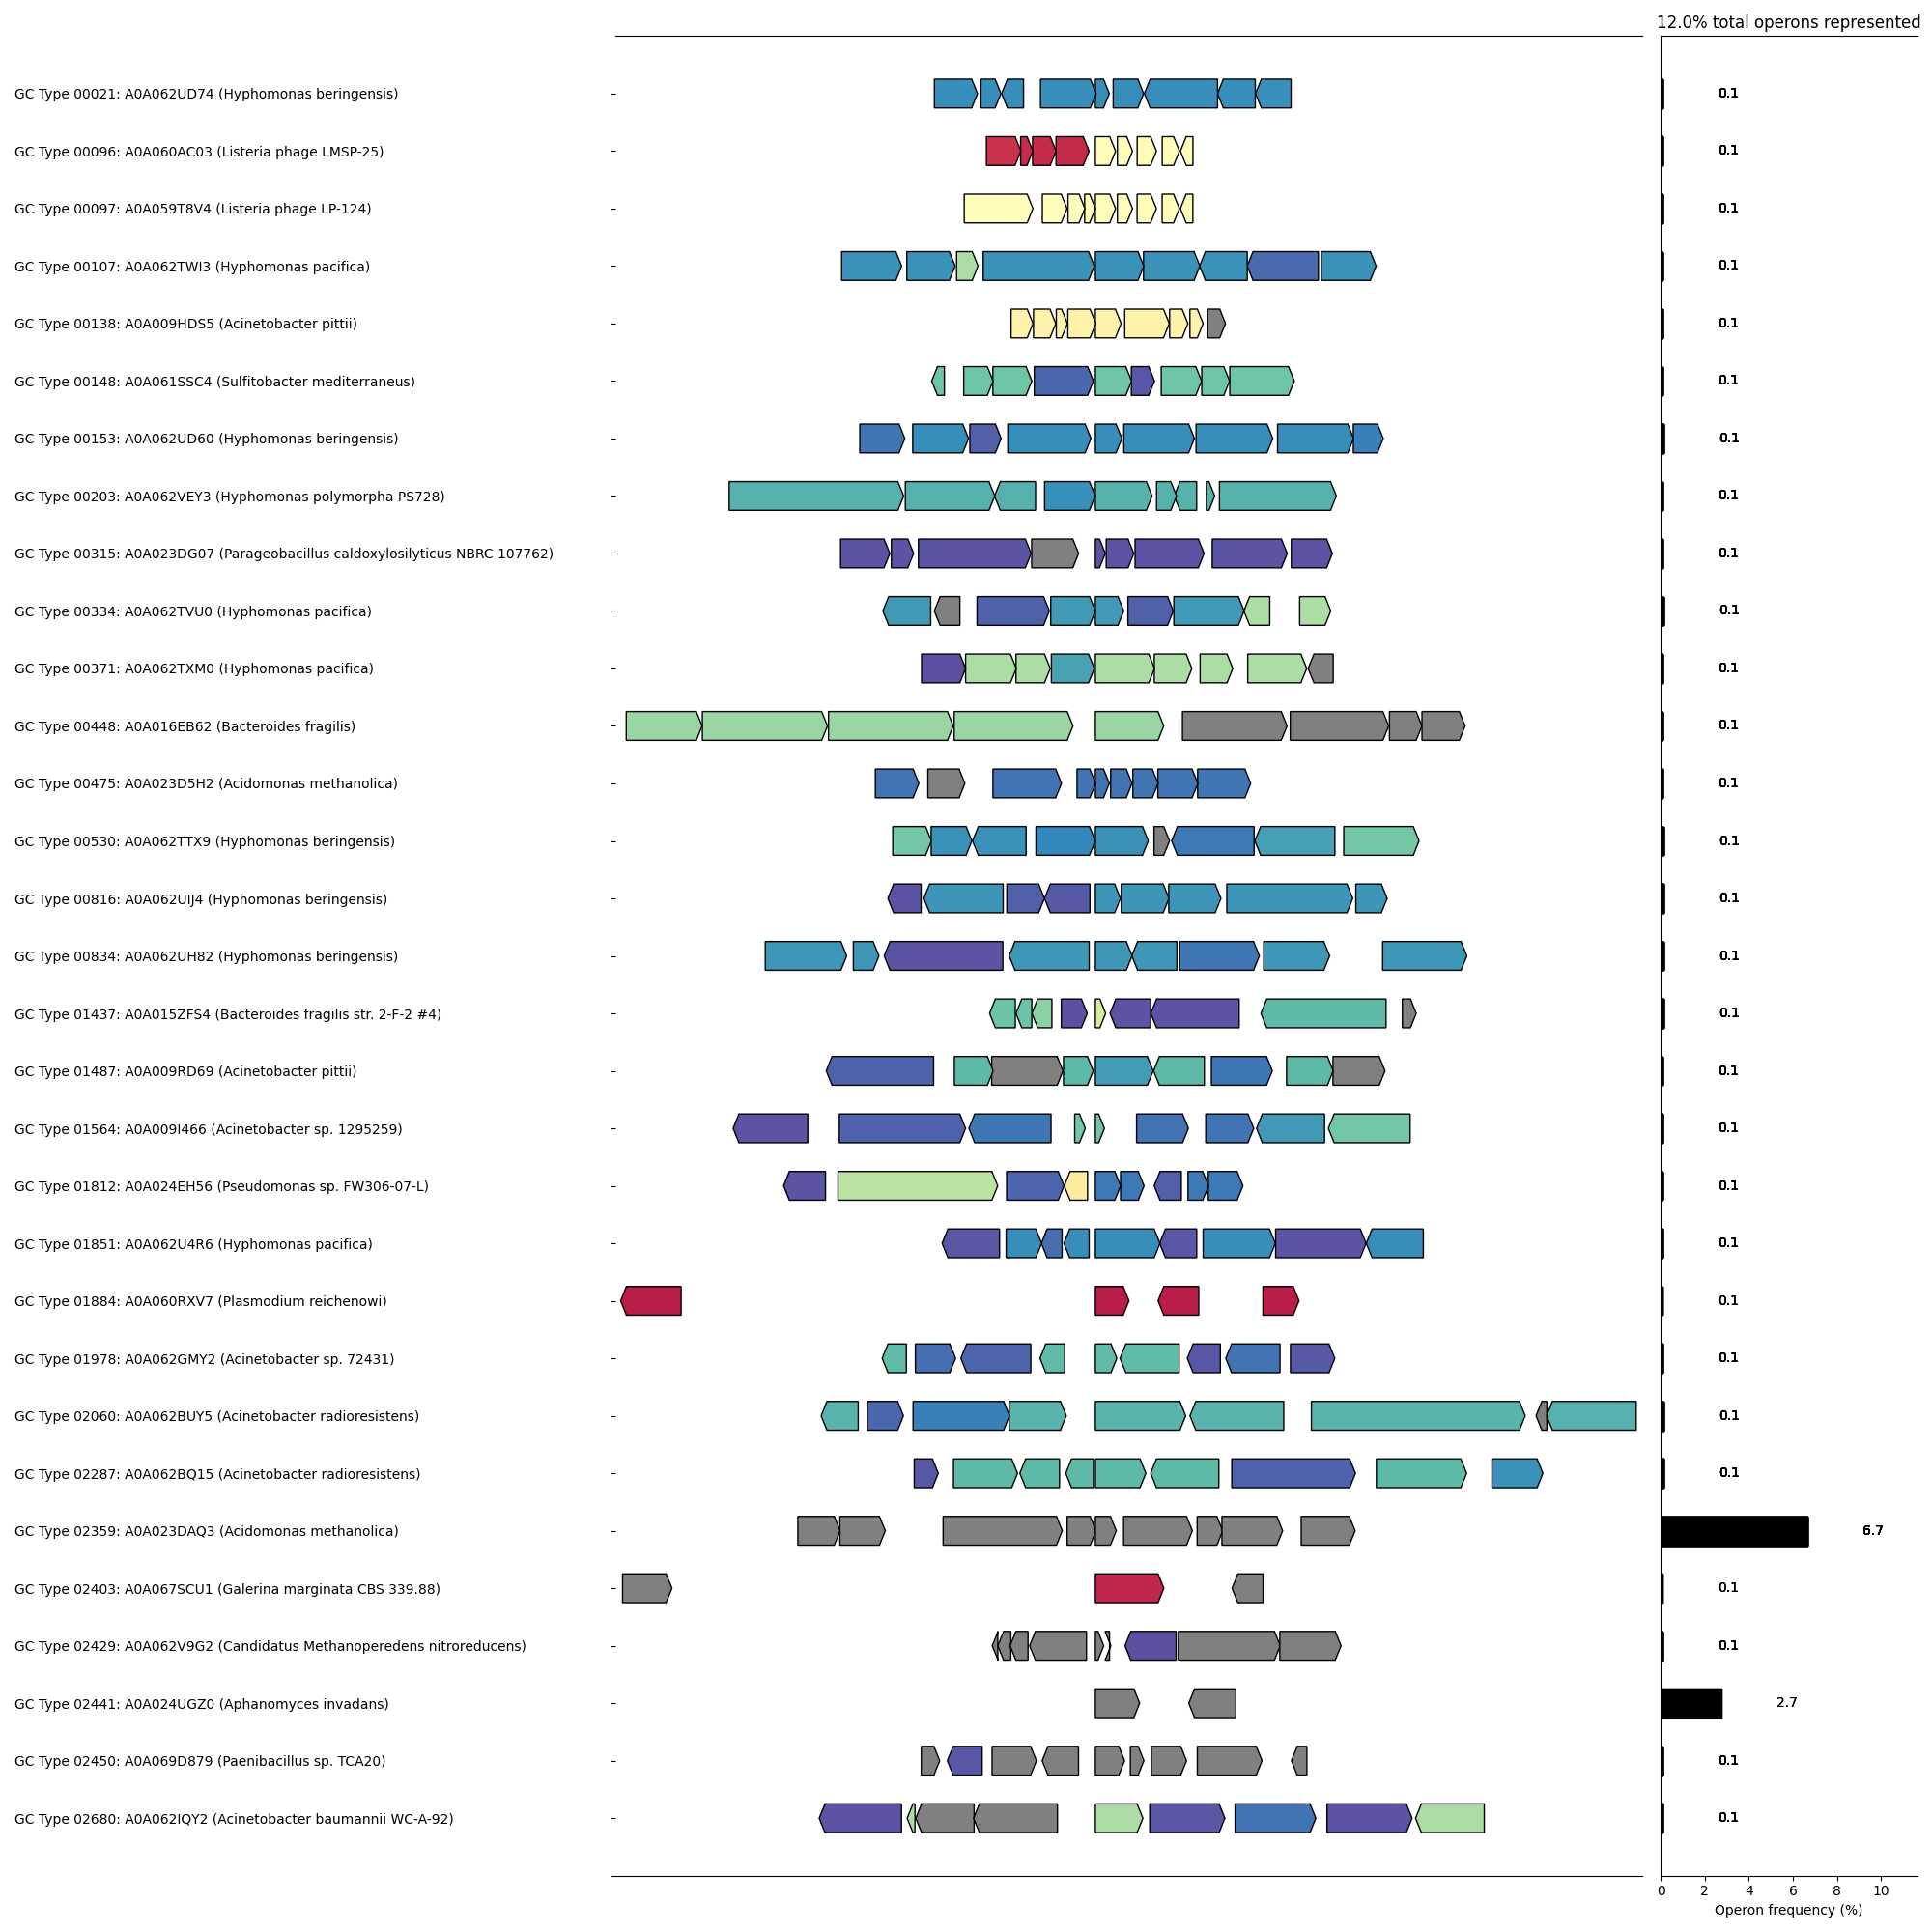 12.0% total operons represented
GC Type 00021: A0A062UD74 (Hyphomonas beringensis) 0.1
GC Type 00096: A0A060AC03 (Listeria phage LMSP-25) 0.1
GC Type 00097: A0A059T8V4 (Listeria phage LP-124) 0.1
GC Type 00107: A0A062TWI3 (Hyphomonas pacifica) 0.1
GC Type 00138: A0A009HDS5 (Acinetobacter pittii) 0.1
GC Type 00148: A0A061SSC4 (Sulfitobacter mediterraneus) 0.1
GC Type 00153: A0A062UD60 (Hyphomonas beringensis) 0.1
GC Type 00203: A0A062VEY3 (Hyphomonas polymorpha PS728) 0.1
GC Type 00315: A0A023DG07 (Parageobacillus caldoxylosilyticus NBRC 107762) 0.1
GC Type 00334: A0A062TVU0 (Hyphomonas pacifica) 0.1
GC Type 00371: A0A062TXM0 (Hyphomonas pacifica) 0.1
GC Type 00448: A0A016EB62 (Bacteroides fragilis) 0.1
GC Type 00475: A0A023D5H2 (Acidomonas methanolica) 0.1
GC Type 00530: A0A062TTX9 (Hyphomonas beringensis) 0.1
GC Type 00816: A0A062UIJ4 (Hyphomonas beringensis) 0.1
GC Type 00834: A0A062UH82 (Hyphomonas beringensis) 0.1
GC Type 01437: A0A015ZFS4 (Bacteroides fragilis str. 2-F-2 #4) 0.1
GC Type 01487: A0A009RD69 (Acinetobacter pittii) 0.1
GC Type 01564: A0A009I466 (Acinetobacter sp. 1295259) 0.1
GC Type 01812: A0A024EH56 (Pseudomonas sp. FW306-07-L) 0.1
GC Type 01851: A0A062U4R6 (Hyphomonas pacifica) 0.1
GC Type 01884: A0A060RXV7 (Plasmodium reichenowi) 0.1
GC Type 01978: A0A062GMY2 (Acinetobacter sp. 72431) 0.1
GC Type 02060: A0A062BUY5 (Acinetobacter radioresistens) 0.1
GC Type 02287: A0A062BQ15 (Acinetobacter radioresistens) 0.1
GC Type 02359: A0A023DAQ3 (Acidomonas methanolica) 6.7
GC Type 02403: A0A067SCU1 (Galerina marginata CBS 339.88) 0.1
GC Type 02429: A0A062V9G2 (Candidatus Methanoperedens nitroreducens) 0.1
GC Type 02441: A0A024UGZ0 (Aphanomyces invadans) 2.7
GC Type 02450: A0A069D879 (Paenibacillus sp. TCA20) 0.1
GC Type 02680: A0A062IQY2 (Acinetobacter baumannii WC-A-92) 0.1
0 2 4 6 8 10
Operon frequency (%)